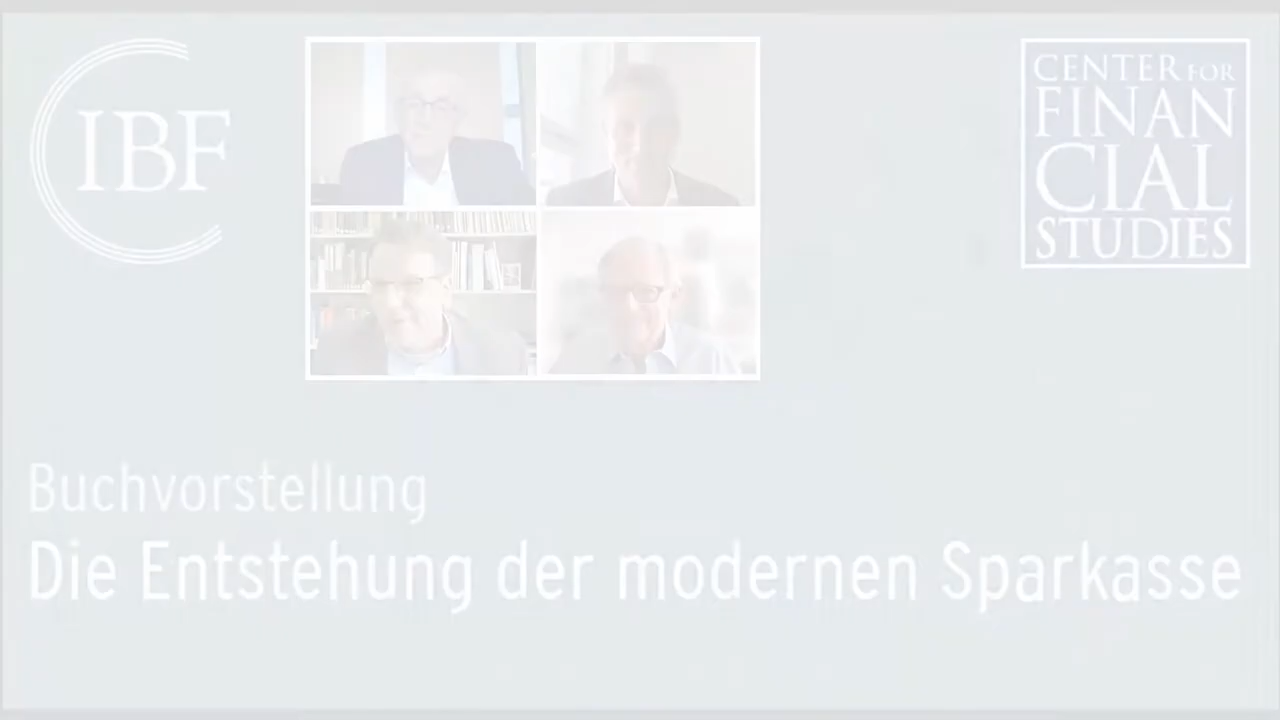 IBF
CENTER FOR
FINAN
CIAL
STUDIES
Buchvorstellung
Die Entstehung der modernen Sparkasse